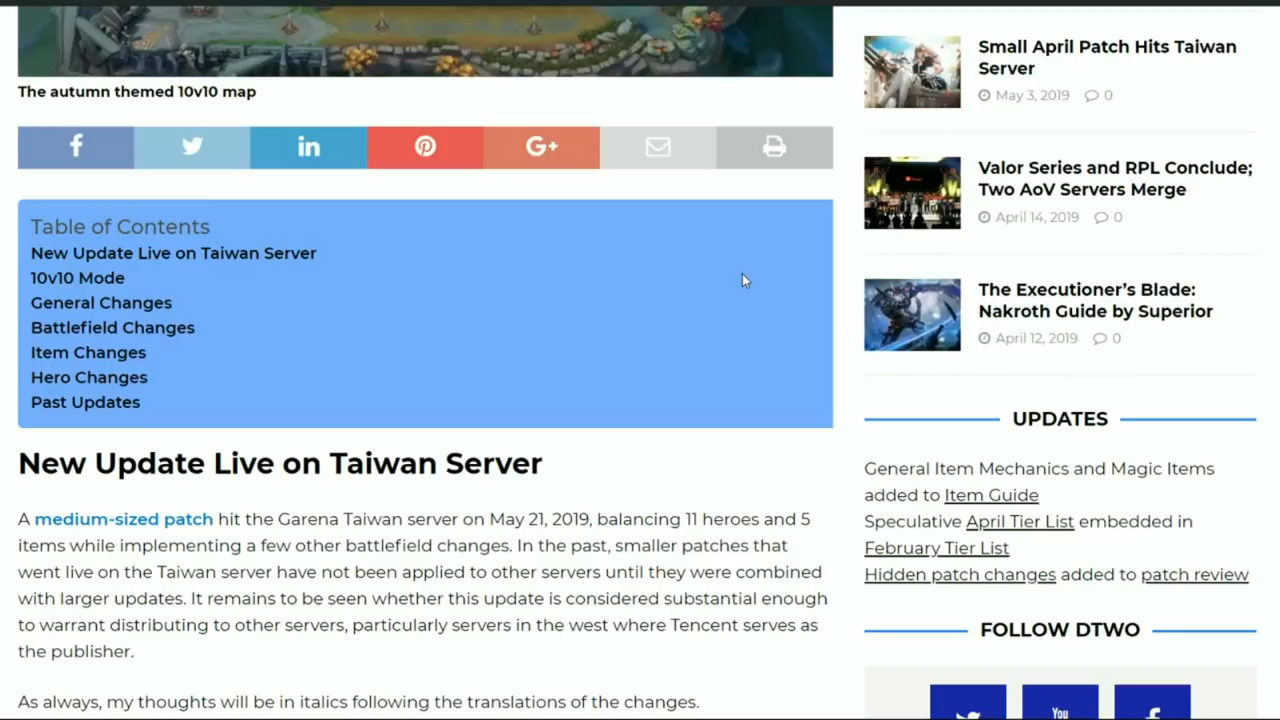 The autumn themed 10v10 map
Table of Contents
New Update Live on Taiwan Server
10v10 Mode
General Changes
Battlefield Changes
Item Changes
Hero Changes
Past Updates
New Update Live on Taiwan Server
A medium-sized patch hit the Garena Taiwan server on May 21, 2019, balancing 11 heroes and 5
items while implementing a few other battlefield changes. In the past, smaller patches that
went live on the Taiwan server have not been applied to other servers until they were combined
with larger updates. It remains to be seen whether this update is considered substantial enough
to warrant distributing to other servers, particularly servers in the west where Tencent serves as
the publisher.
As always, my thoughts will be in italics following the translations of the changes.
Small April Patch Hits Taiwan
Server
May 3, 2019 0
Valor Series and RPL Conclude;
Two AoV Servers Merge
April 14, 2019 0
The Executioner’s Blade:
Nakroth Guide by Superior
April 12, 2019 0
UPDATES
General Item Mechanics and Magic Items
added to Item Guide
Speculative April Tier List embedded in
February Tier List
Hidden patch changes added to patch review
FOLLOW DTWO
You